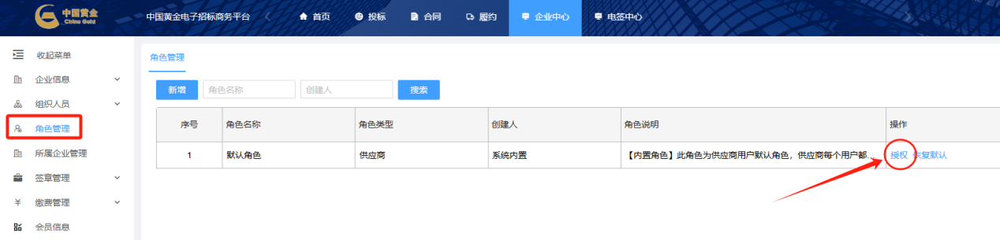 中国黄金
China Gold
中国黄金电子招标商务平台 首页 投标 合同 履约 企业中心 电签中心
收起菜单
企业信息
组织人员
角色管理
所属企业管理
签章管理
缴费管理
会员信息
角色管理
新增 角色名称 创建人 搜索
序号 角色名称 角色类型 创建人 角色说明 操作
1 默认角色 供应商 系统内置 【内置角色】此角色为供应商用户默认角色，供应商每个用户都... 授权 恢复默认